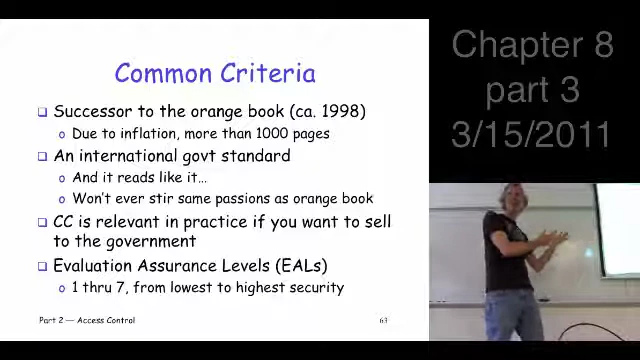 Common Criteria
Successor to the orange book (ca. 1998)
Due to inflation, more than 1000 pages
An international govt standard
And it reads like it…
Won't ever stir same passions as orange book
CC is relevant in practice if you want to sell
to the government
Evaluation Assurance Levels (EALs)
1 thru 7, from lowest to highest security
Part 2 — Access Control
63
Chapter 8
part 3
3/15/2011